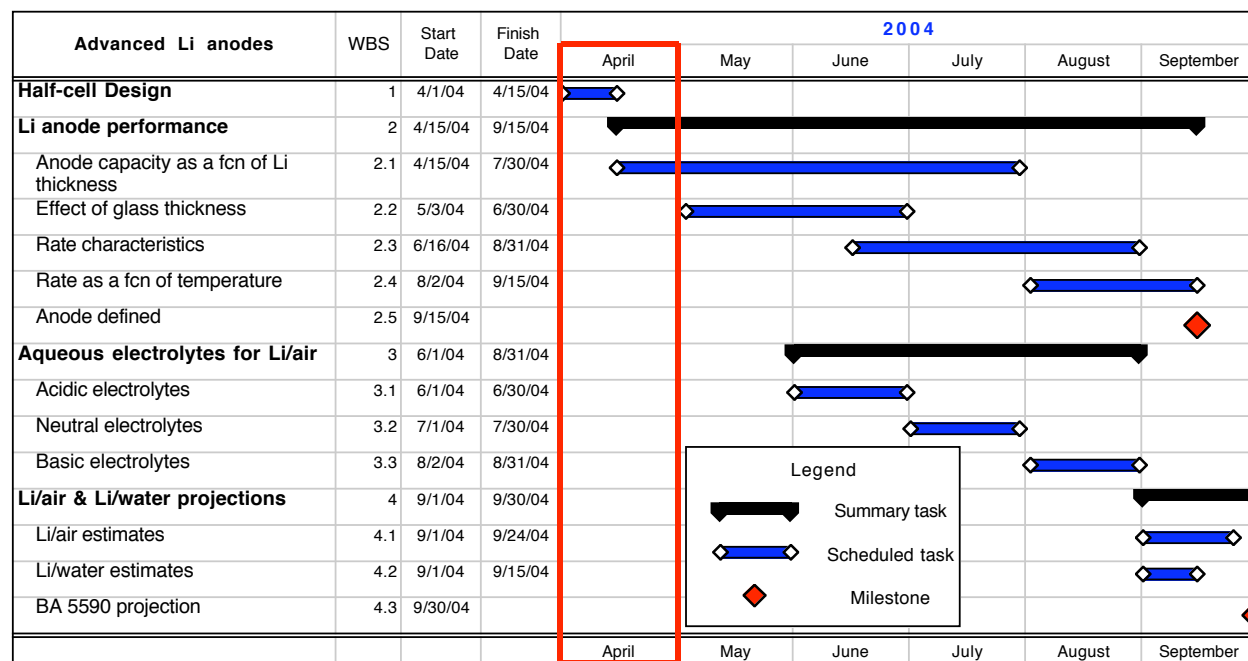 Advanced Li anodes WBS Start Date Finish Date 2004
April May June July August September
Half-cell Design 1 4/1/04 4/15/04
Li anode performance 2 4/15/04 9/15/04
Anode capacity as a fcn of Li 2.1 4/15/04 7/30/04
thickness
Effect of glass thickness 2.2 5/3/04 6/30/04
Rate characteristics 2.3 6/16/04 8/31/04
Rate as a fcn of temperature 2.4 8/2/04 9/15/04
Anode defined 2.5 9/15/04
Aqueous electrolytes for Li/air 3 6/1/04 8/31/04
Acidic electrolytes 3.1 6/1/04 6/30/04
Neutral electrolytes 3.2 7/1/04 7/30/04
Basic electrolytes 3.3 8/2/04 8/31/04
Legend
Li/air & Li/water projections 4 9/1/04 9/30/04
Summary task
Li/air estimates 4.1 9/1/04 9/24/04
Scheduled task
Li/water estimates 4.2 9/1/04 9/15/04
Milestone
BA 5590 projection 4.3 9/30/04
April May June July August September